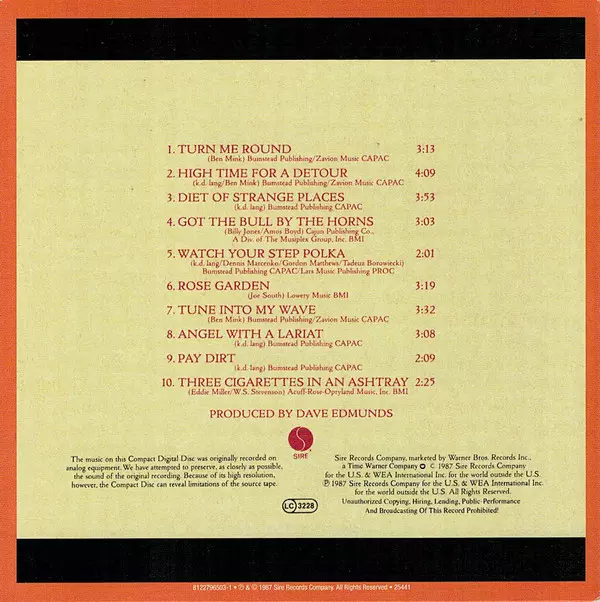 1. TURN ME ROUND 3:13
(Ben Mink) Bumstead Publishing/Zavion Music CAPAC
2. HIGH TIME FOR A DETOUR 4:09
(k.d. lang/Ben Mink) Bumstead Publishing/Zavion Music CAPAC
3. DIET OF STRANGE PLACES 3:53
(k.d. lang) Bumstead Publishing CAPAC
4. GOT THE BULL BY THE HORNS 3:03
(Billy Jones/Amos Boyd) Cajun Publishing Co.,
A Div. of The Musiplex Group, Inc. BMI
5. WATCH YOUR STEP POLKA 2:01
(k.d. lang/Dennis Marcenko/Gordon Matthews/Tadeuz Borowiecki)
Bumstead Publishing CAPAC/Lars Music Publishing PROC
6. ROSE GARDEN 3:19
(Joe South) Lowery Music BMI
7. TUNE INTO MY WAVE 3:32
(Ben Mink) Bumstead Publishing/Zavion Music CAPAC
8. ANGEL WITH A LARIAT 3:08
(k.d. lang) Bumstead Publishing CAPAC
9. PAY DIRT 2:09
(k.d. lang) Bumstead Publishing CAPAC
10. THREE CIGARETTES IN AN ASHTRAY 2:25
(Eddie Miller/W.S. Stevenson) Acuff-Rose-Opryland Music, Inc. BMI
PRODUCED BY DAVE EDMUNDS
SIRE
The music on this Compact Digital Disc was originally recorded on
analog equipment. We have attempted to preserve, as closely as possible,
the sound of the original recording. Because of its high resolution,
however, the Compact Disc can reveal limitations of the source tape.
Sire Records Company, marketed by Warner Bros. Records Inc.,
a Time Warner Company © 1987 Sire Records Company
for the U.S. & WEA International Inc. for the world outside the U.S.
℗ 1987 Sire Records Company for the U.S. & WEA International Inc.
for the world outside the U.S. All Rights Reserved.
Unauthorized Copying, Hiring, Lending, Public-Performance
And Broadcasting Of This Record Prohibited!
LC 3228
8122796503-1 • ℗ & © 1987 Sire Records Company. All Rights Reserved • 25441